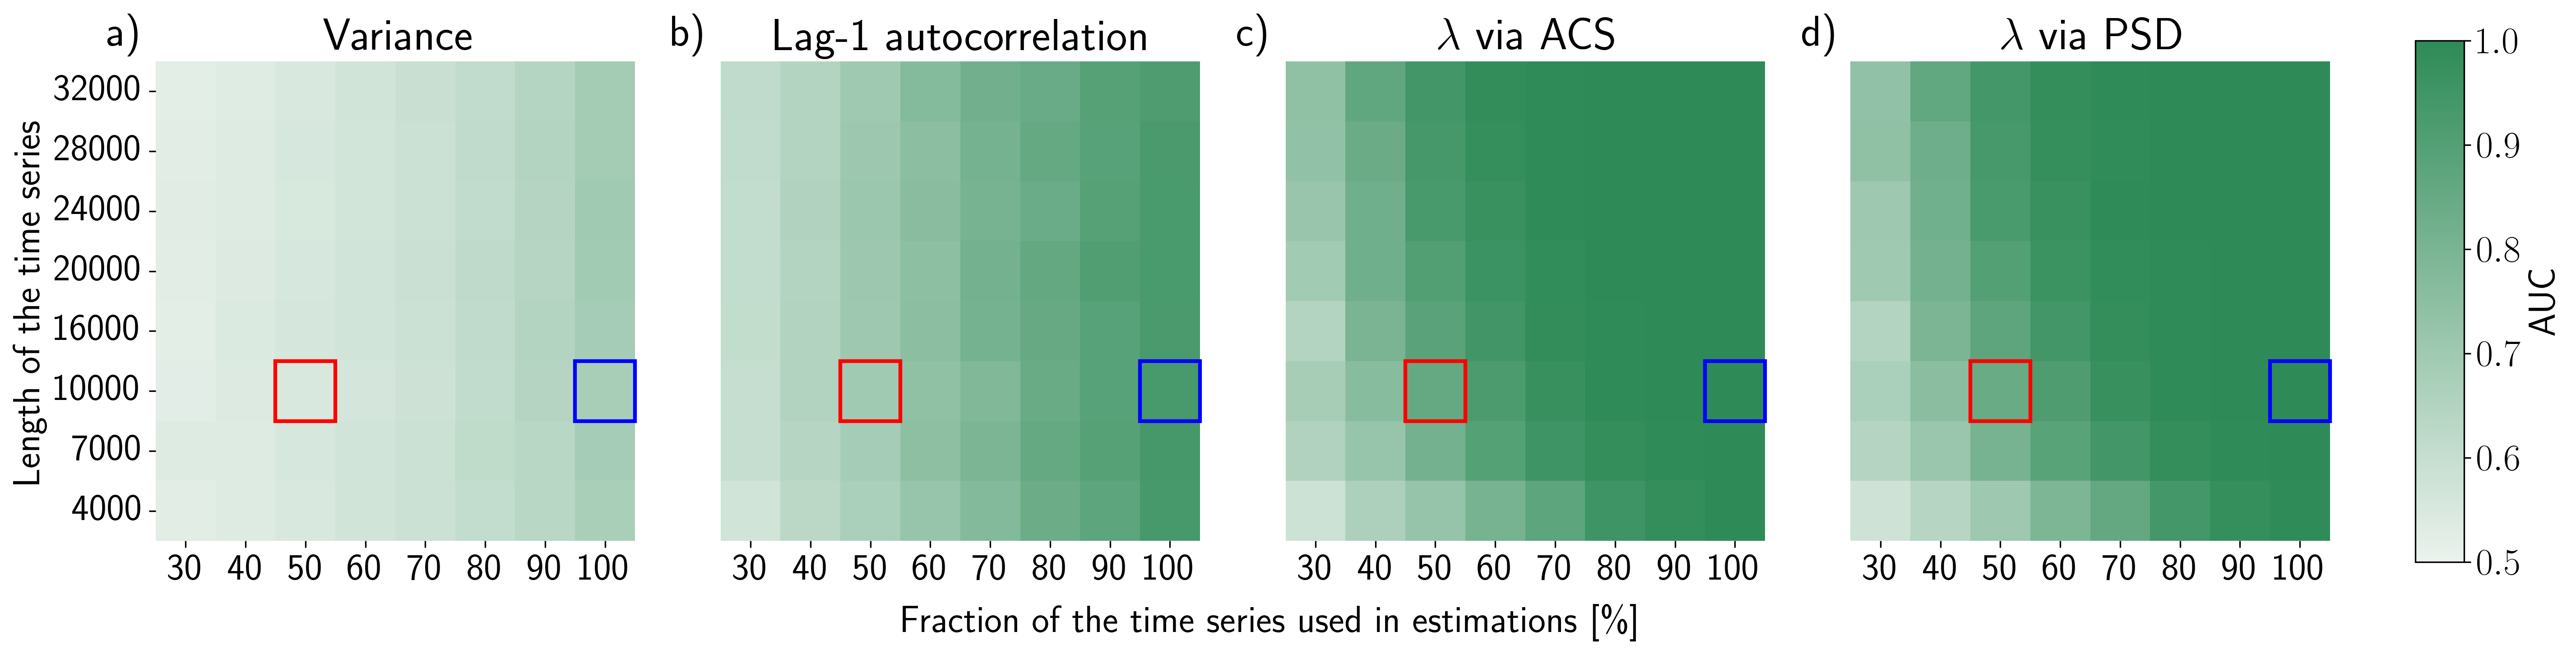 a) Variance
b) Lag-1 autocorrelation
c) λ via ACS
d) λ via PSD
Length of the time series
32000
28000
24000
20000
16000
10000
7000
4000
30 40 50 60 70 80 90 100
30 40 50 60 70 80 90 100
30 40 50 60 70 80 90 100
30 40 50 60 70 80 90 100
Fraction of the time series used in estimations [%]
1.0
0.9
0.8
0.7
0.6
0.5
AUC